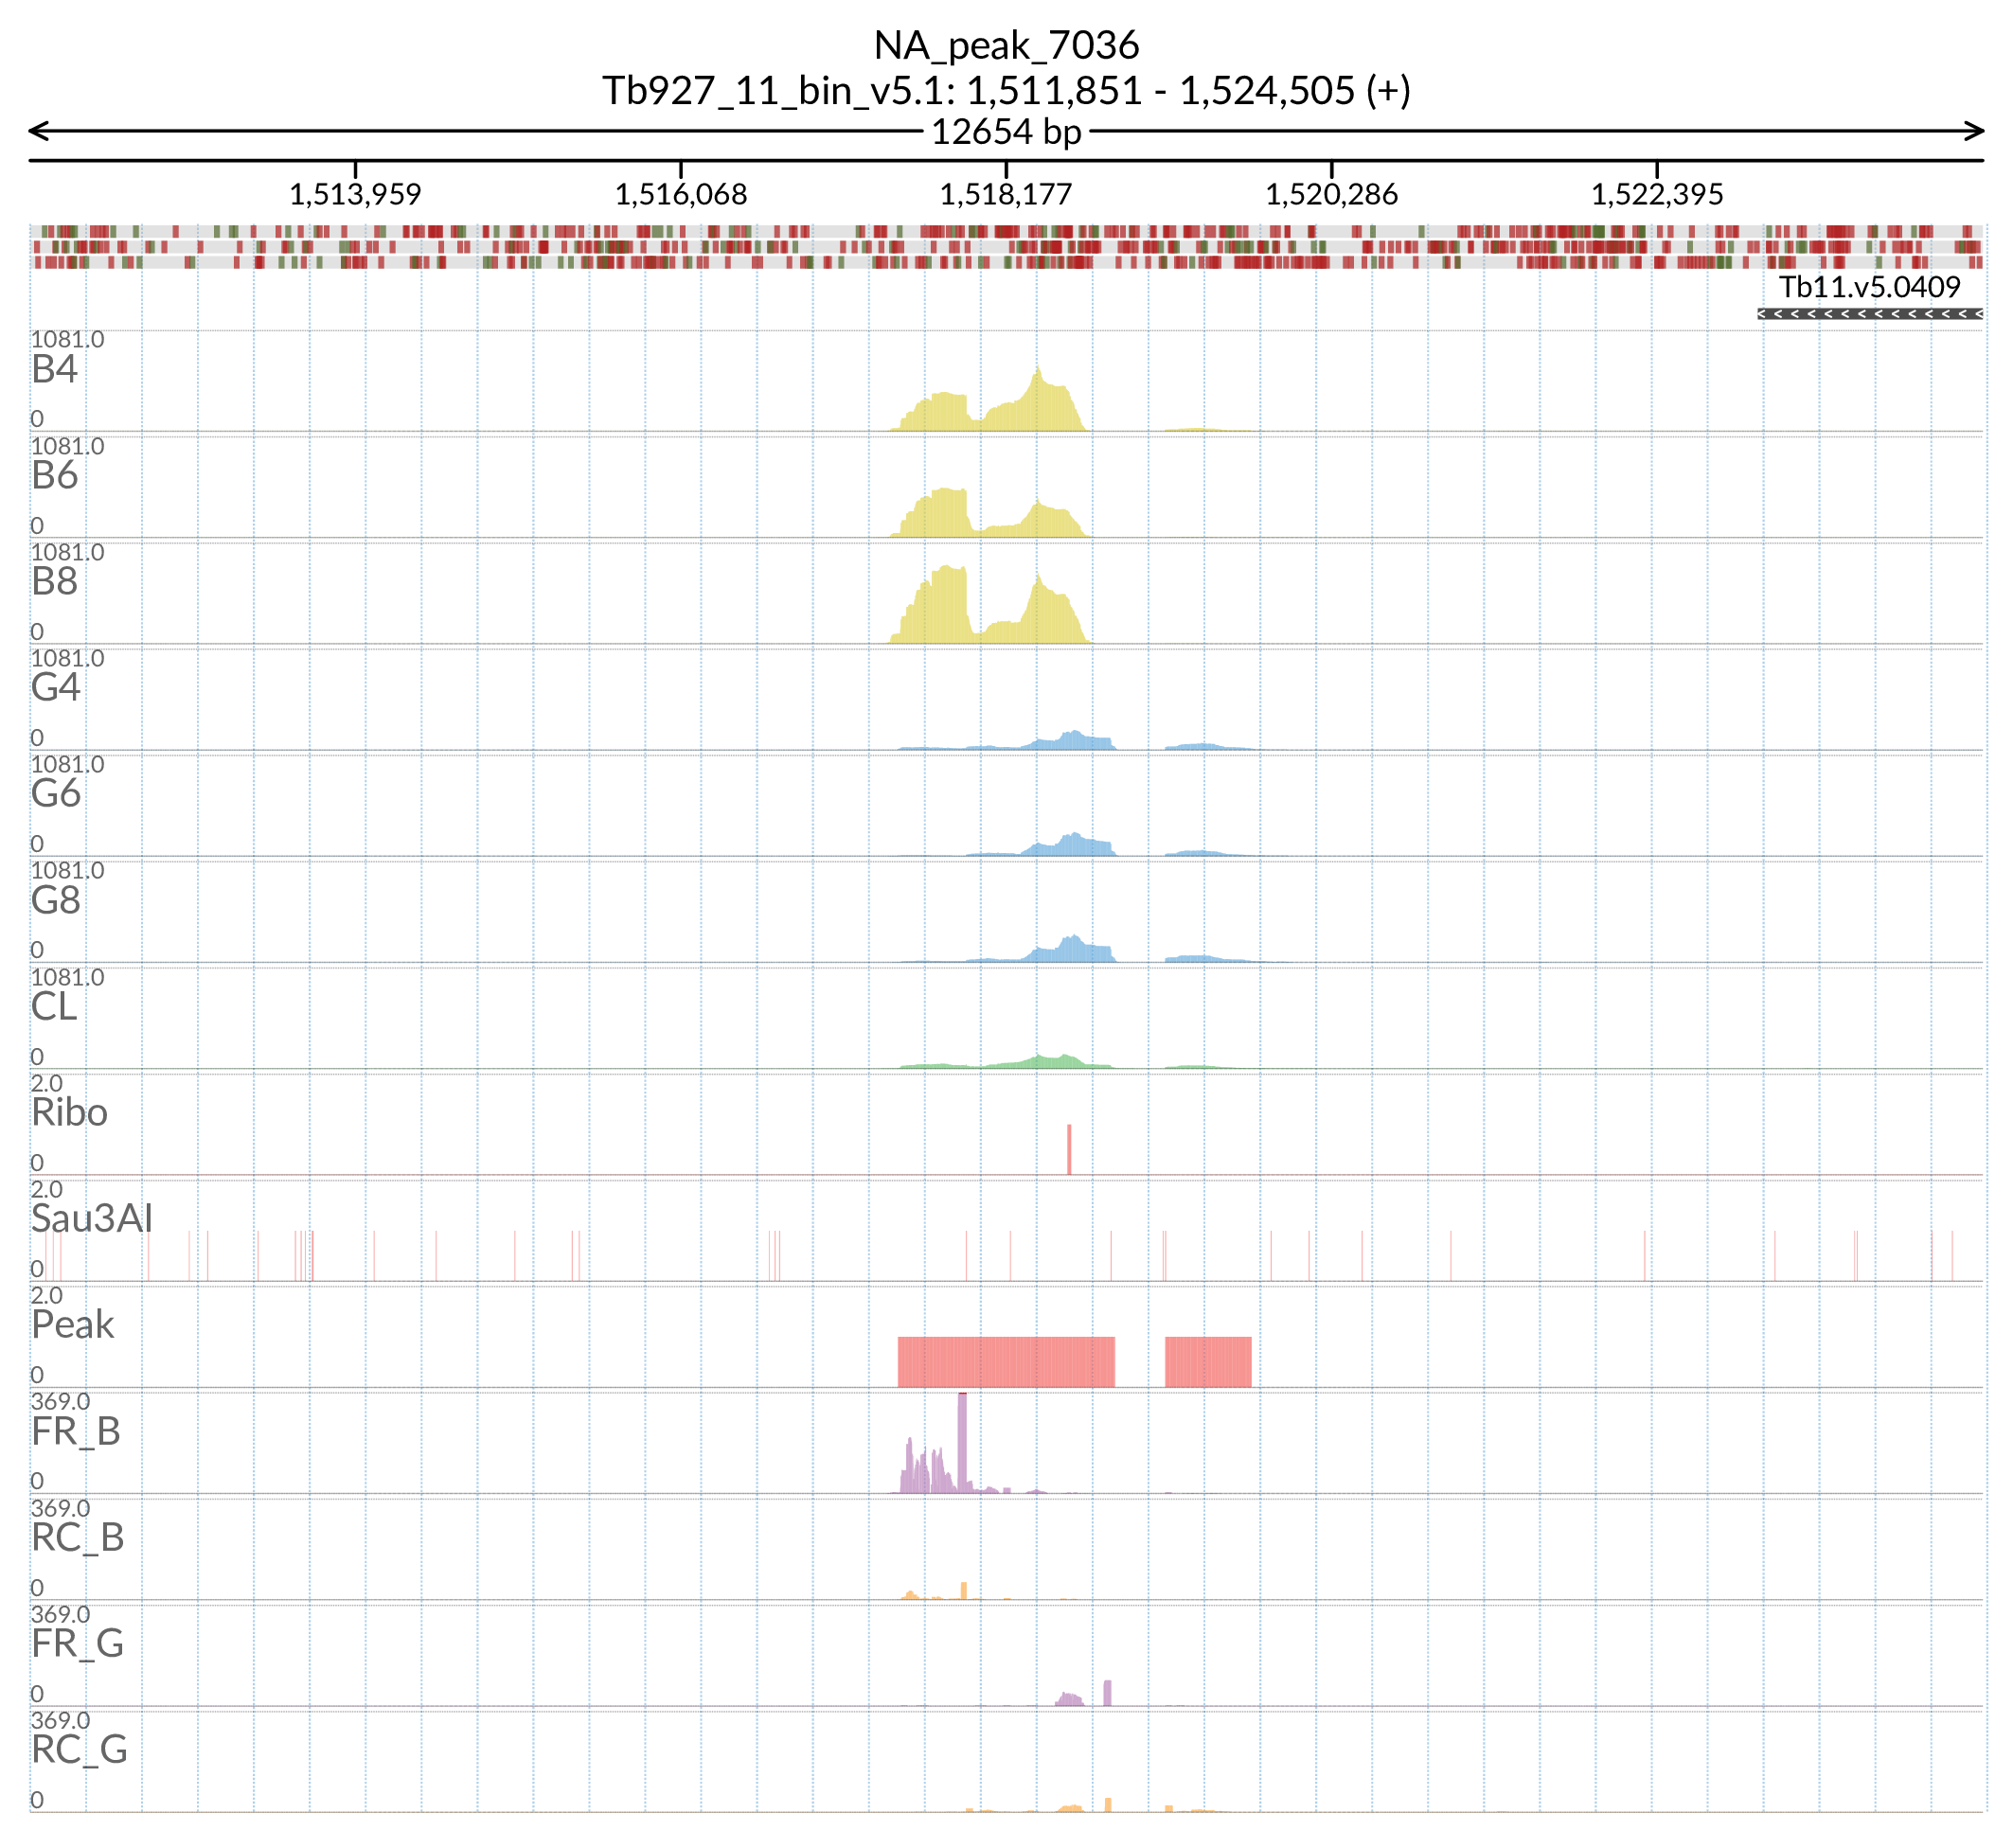 NA_peak_7036
Tb927_11_bin_v5.1: 1,511,851 - 1,524,505 (+)
12654 bp
1,513,959 1,516,068 1,518,177 1,520,286 1,522,395
Tb11.v5.0409
1081.0
B4
0
1081.0
B6
0
1081.0
B8
0
1081.0
G4
0
1081.0
G6
0
1081.0
G8
0
1081.0
CL
0
2.0
Ribo
0
2.0
Sau3AI
0
2.0
Peak
0
369.0
FR_B
0
369.0
RC_B
0
369.0
FR_G
0
369.0
RC_G
0